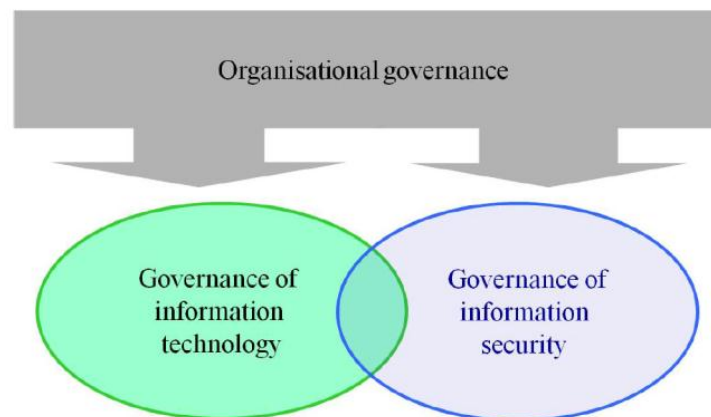 Organisational governance
Governance of
information
technology
Governance of
information
security